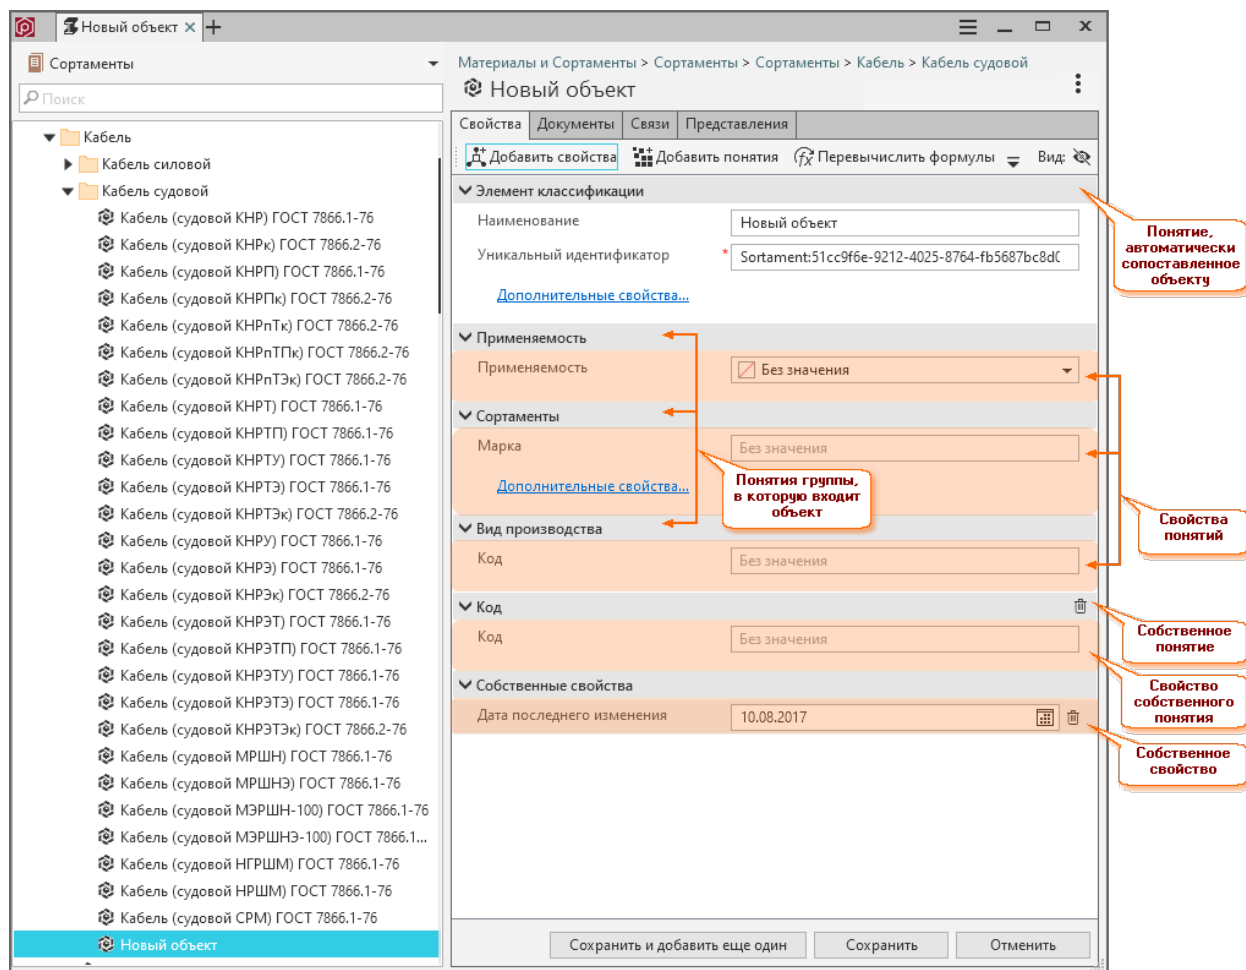 Новый объект
Сортаменты
Поиск
Кабель
Кабель силовой
Кабель судовой
Кабель (судовой КНР) ГОСТ 7866.1-76
Кабель (судовой КНРк) ГОСТ 7866.2-76
Кабель (судовой КНРП) ГОСТ 7866.1-76
Кабель (судовой КНРПк) ГОСТ 7866.2-76
Кабель (судовой КНРпТк) ГОСТ 7866.2-76
Кабель (судовой КНРпТПк) ГОСТ 7866.2-76
Кабель (судовой КНРпТЭк) ГОСТ 7866.2-76
Кабель (судовой КНРТ) ГОСТ 7866.1-76
Кабель (судовой КНРТП) ГОСТ 7866.1-76
Кабель (судовой КНРТУ) ГОСТ 7866.1-76
Кабель (судовой КНРТЭ) ГОСТ 7866.1-76
Кабель (судовой КНРТЭк) ГОСТ 7866.2-76
Кабель (судовой КНРУ) ГОСТ 7866.1-76
Кабель (судовой КНРЭ) ГОСТ 7866.1-76
Кабель (судовой КНРЭк) ГОСТ 7866.2-76
Кабель (судовой КНРЭТ) ГОСТ 7866.1-76
Кабель (судовой КНРЭТП) ГОСТ 7866.1-76
Кабель (судовой КНРЭТУ) ГОСТ 7866.1-76
Кабель (судовой КНРЭТЭ) ГОСТ 7866.1-76
Кабель (судовой КНРЭТЭк) ГОСТ 7866.2-76
Кабель (судовой МРШН) ГОСТ 7866.1-76
Кабель (судовой МРШНЭ) ГОСТ 7866.1-76
Кабель (судовой МЭРШН-100) ГОСТ 7866.1-76
Кабель (судовой МЭРШНЭ-100) ГОСТ 7866.1...
Кабель (судовой НГРШМ) ГОСТ 7866.1-76
Кабель (судовой НРШМ) ГОСТ 7866.1-76
Кабель (судовой СРМ) ГОСТ 7866.1-76
Новый объект
Материалы и Сортаменты > Сортаменты > Сортаменты > Кабель > Кабель судовой
Новый объект
Свойства Документы Связи Представления
Добавить свойства Добавить понятия Перевычислить формулы Вид:
Элемент классификации
Наименование Новый объект
Уникальный идентификатор * Sortament:51cc9f6e-9212-4025-8764-fb5687bc8d0
Дополнительные свойства...
Применяемость
Применяемость Без значения
Сортаменты
Марка Без значения
Дополнительные свойства...
Вид производства
Код Без значения
Код
Код Без значения
Собственные свойства
Дата последнего изменения 10.08.2017
Сохранить и добавить еще один Сохранить Отменить
Понятия группы,
в которую входит
объект
Понятие,
автоматически
сопоставленное
объекту
Свойства
понятий
Собственное
понятие
Свойство
собственного
понятия
Собственное
свойство